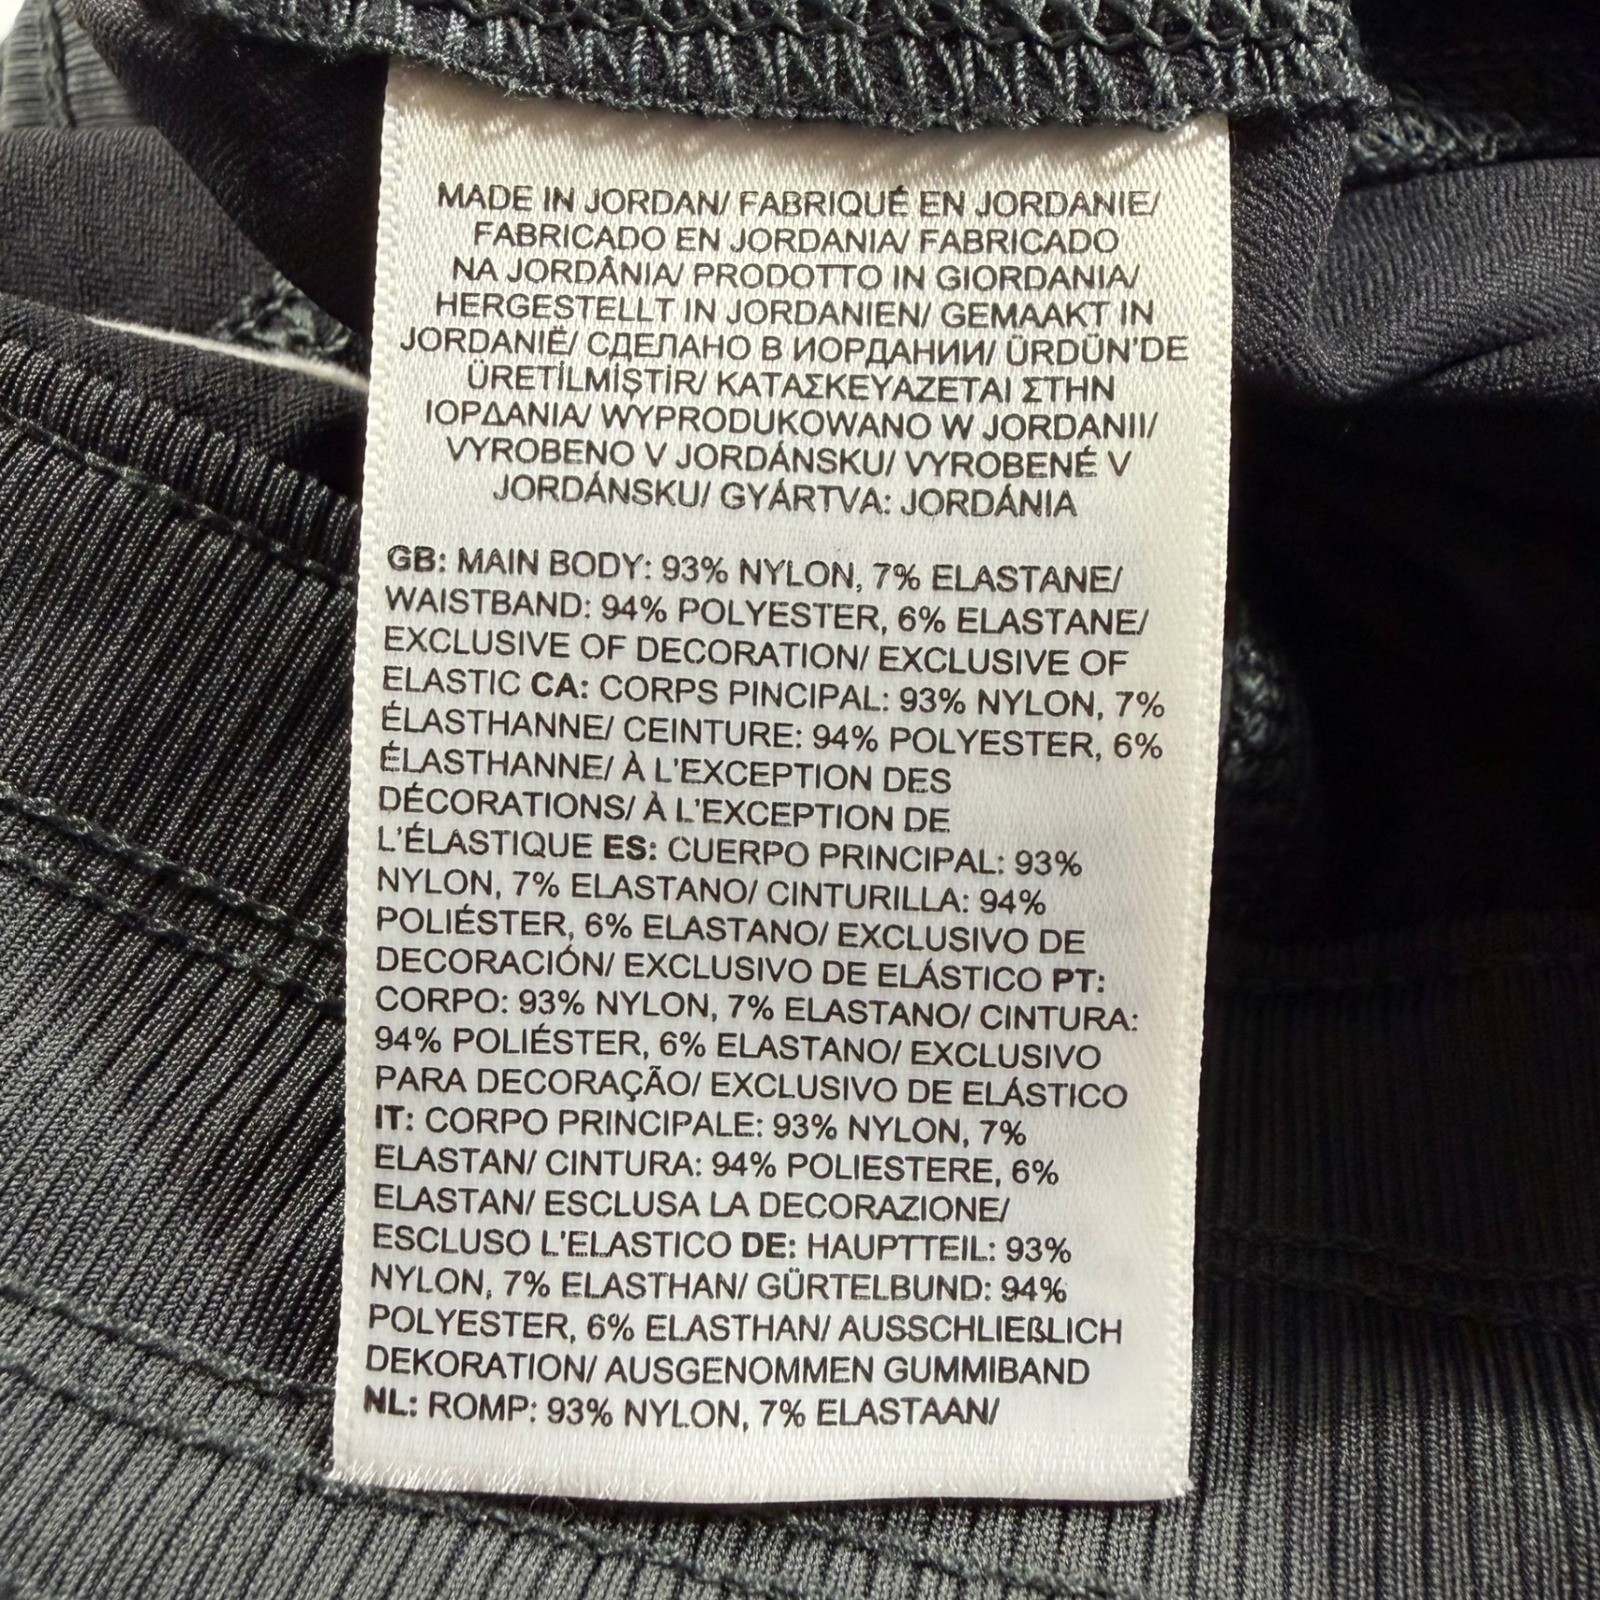 MADE IN JORDAN/ FABRIQUÉ EN JORDANIE/
FABRICADO EN JORDANIA/ FABRICADO
NA JORDÂNIA/ PRODOTTO IN GIORDANIA/
HERGESTELLT IN JORDANIEN/ GEMAAKT IN
JORDANIË/ СДЕЛАНО В ИОРДАНИИ/ ÜRDÜN'DE
ÜRETİLMİŞTİR/ ΚΑΤΑΣΚΕΥΑΖΕΤΑΙ ΣΤΗΝ
ΙΟΡΔΑΝΙΑ/ WYPRODUKOWANO W JORDANII/
VYROBENO V JORDÁNSKU/ VYROBENÉ V
JORDÁNSKU/ GYÁRTVA: JORDÁNIA
GB: MAIN BODY: 93% NYLON, 7% ELASTANE/
WAISTBAND: 94% POLYESTER, 6% ELASTANE/
EXCLUSIVE OF DECORATION/ EXCLUSIVE OF
ELASTIC CA: CORPS PINCIPAL: 93% NYLON, 7%
ÉLASTHANNE/ CEINTURE: 94% POLYESTER, 6%
ÉLASTHANNE/ À L'EXCEPTION DES
DÉCORATIONS/ À L'EXCEPTION DE
L'ÉLASTIQUE ES: CUERPO PRINCIPAL: 93%
NYLON, 7% ELASTANO/ CINTURILLA: 94%
POLIÉSTER, 6% ELASTANO/ EXCLUSIVO DE
DECORACIÓN/ EXCLUSIVO DE ELÁSTICO PT:
CORPO: 93% NYLON, 7% ELASTANO/ CINTURA:
94% POLIÉSTER, 6% ELASTANO/ EXCLUSIVO
PARA DECORAÇÃO/ EXCLUSIVO DE ELÁSTICO
IT: CORPO PRINCIPALE: 93% NYLON, 7%
ELASTAN/ CINTURA: 94% POLIESTERE, 6%
ELASTAN/ ESCLUSA LA DECORAZIONE/
ESCLUSO L'ELASTICO DE: HAUPTTEIL: 93%
NYLON, 7% ELASTHAN/ GÜRTELBUND: 94%
POLYESTER, 6% ELASTHAN/ AUSSCHLIEßLICH
DEKORATION/ AUSGENOMMEN GUMMIBAND
NL: ROMP: 93% NYLON, 7% ELASTAAN/